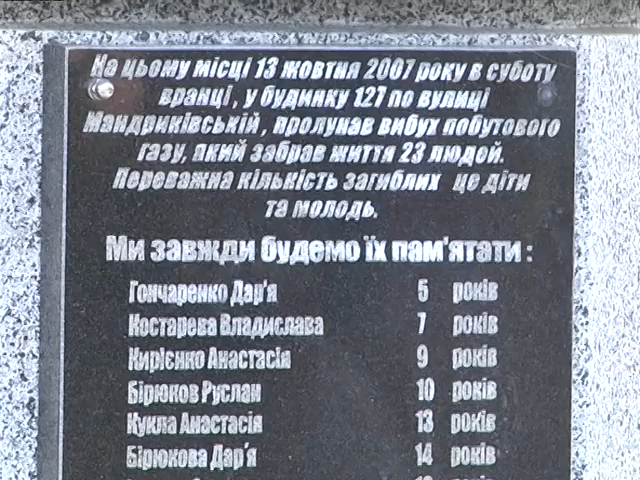 На цьому місці 13 жовтня 2007 року в суботу
вранці, у будинку 127 по вулиці
Мандриківській, пролунав вибух побутового
газу, який забрав життя 23 людей.
Переважна кількість загиблих це діти
та молодь.
Ми завжди будемо їх пам'ятати :
Гончаренко Дар'я 5 років
Костарева Владислава 7 років
Кирієнко Анастасія 9 років
Бірюков Руслан 10 років
Кукла Анастасія 13 років
Бірюкова Дар'я 14 років